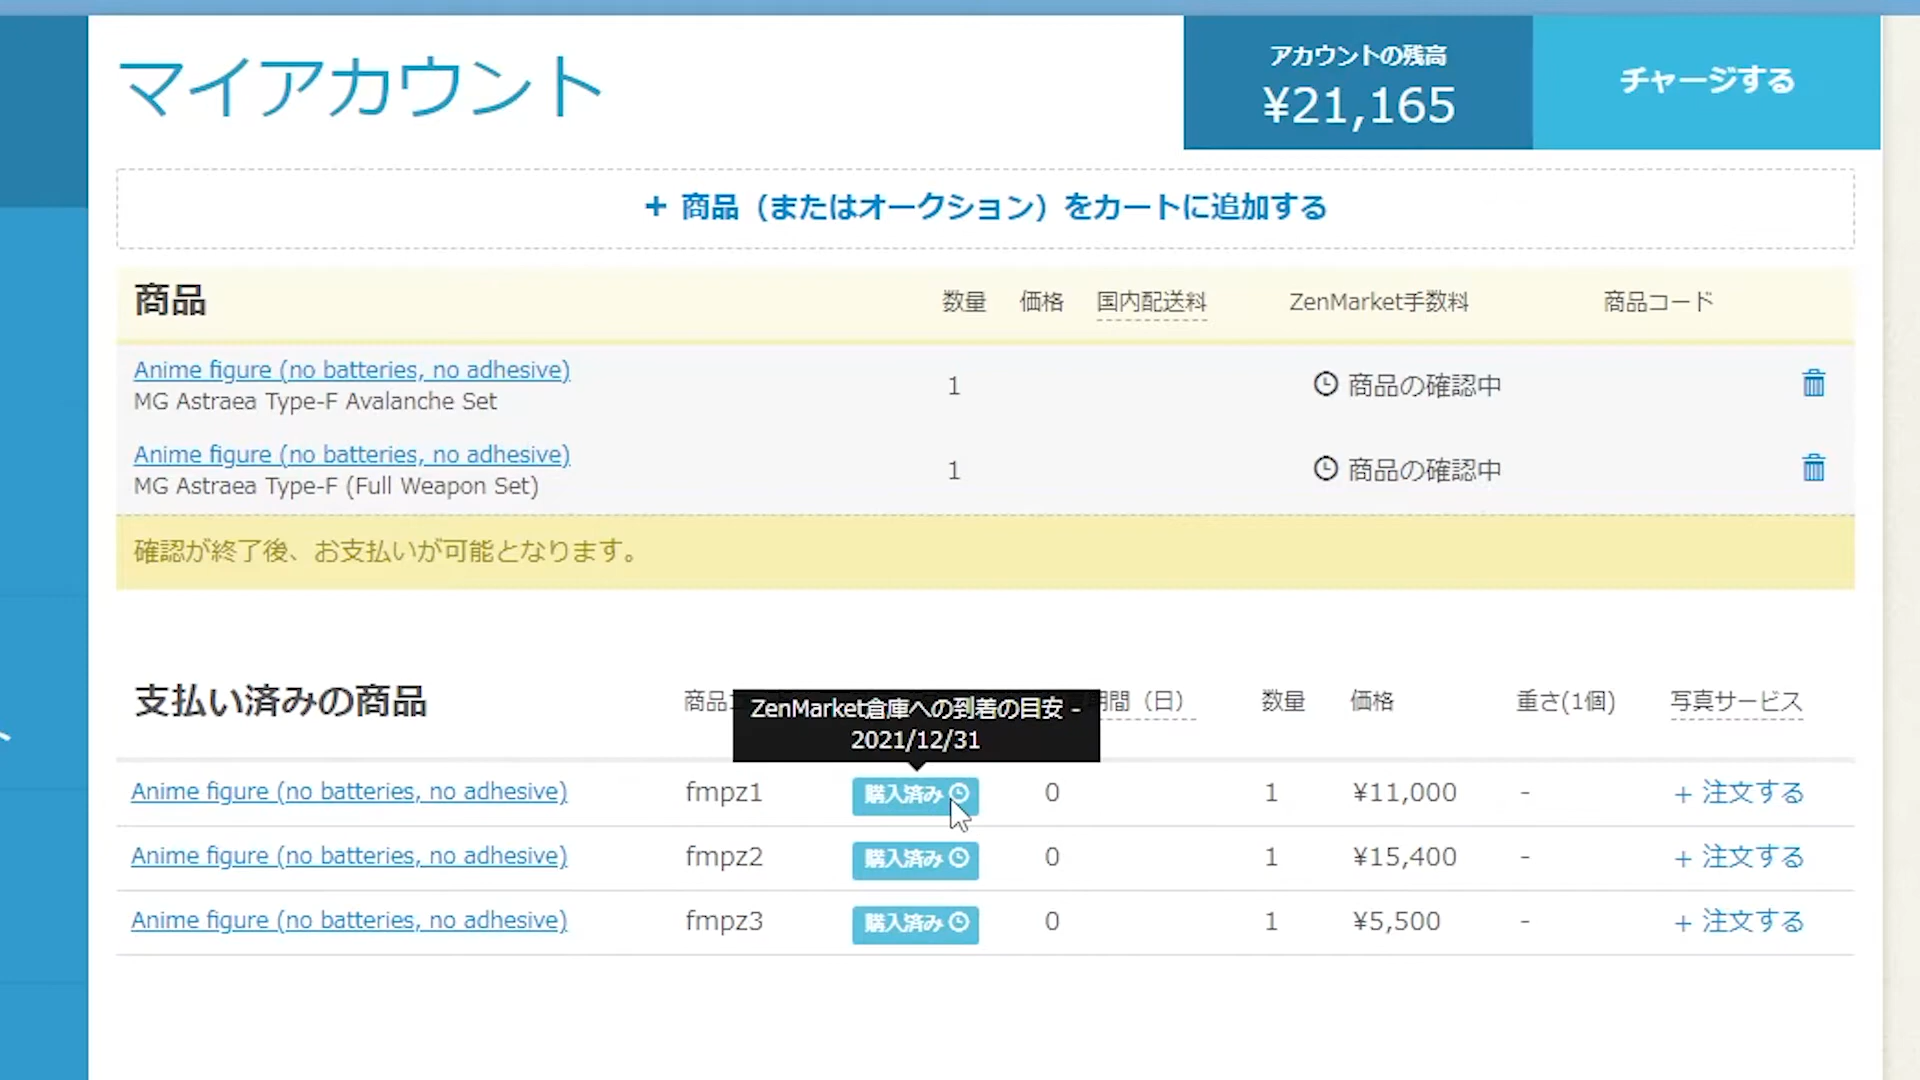 マイアカウント
アカウントの残高
¥21,165
チャージする
+ 商品（またはオークション）をカートに追加する
商品 数量 価格 国内配送料 ZenMarket手数料 商品コード
Anime figure (no batteries, no adhesive)
MG Astraea Type-F Avalanche Set
1 商品の確認中
Anime figure (no batteries, no adhesive)
MG Astraea Type-F (Full Weapon Set)
1 商品の確認中
確認が終了後、お支払いが可能となります。
支払い済みの商品 商品 間（日） 数量 価格 重さ(1個) 写真サービス
ZenMarket倉庫への到着の目安 -
2021/12/31
Anime figure (no batteries, no adhesive) fmpz1 購入済み 0 1 ¥11,000 - + 注文する
Anime figure (no batteries, no adhesive) fmpz2 購入済み 0 1 ¥15,400 - + 注文する
Anime figure (no batteries, no adhesive) fmpz3 購入済み 0 1 ¥5,500 - + 注文する